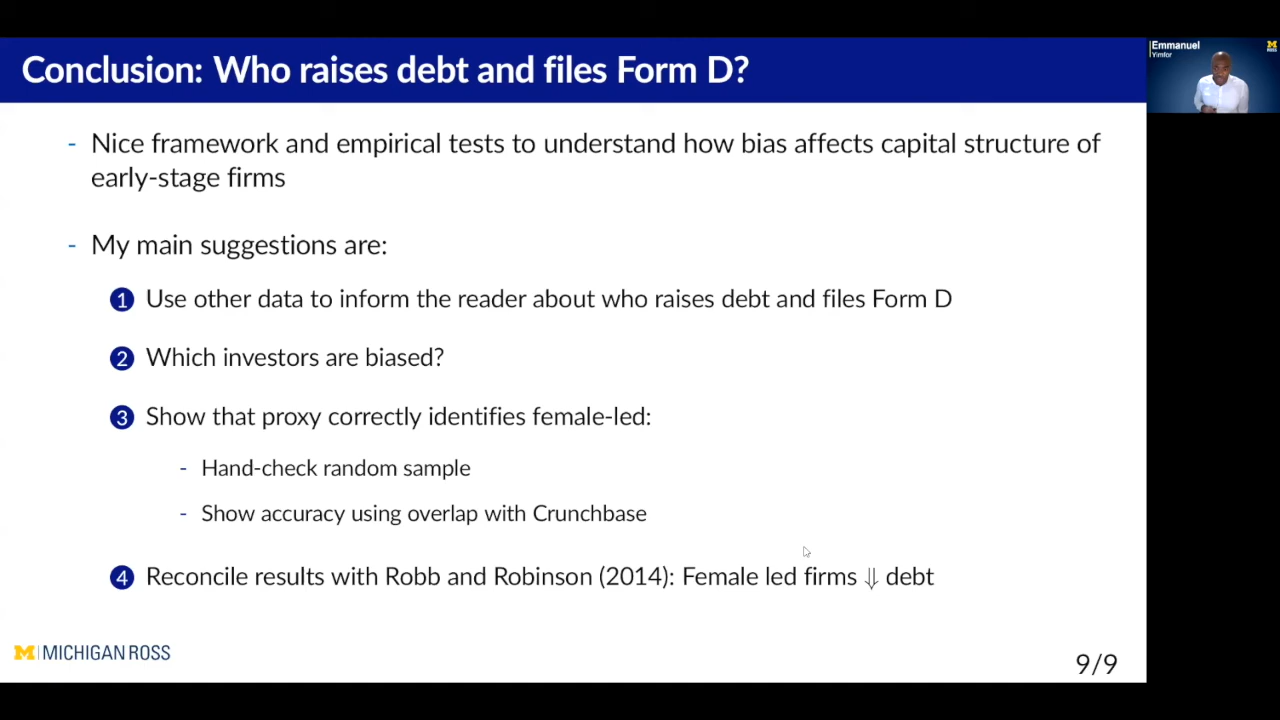 Conclusion: Who raises debt and files Form D?
Emmanuel
Yimfor
- Nice framework and empirical tests to understand how bias affects capital structure of
early-stage firms
- My main suggestions are:
1 Use other data to inform the reader about who raises debt and files Form D
2 Which investors are biased?
3 Show that proxy correctly identifies female-led:
- Hand-check random sample
- Show accuracy using overlap with Crunchbase
4 Reconcile results with Robb and Robinson (2014): Female led firms ⇓ debt
M MICHIGAN ROSS
9/9